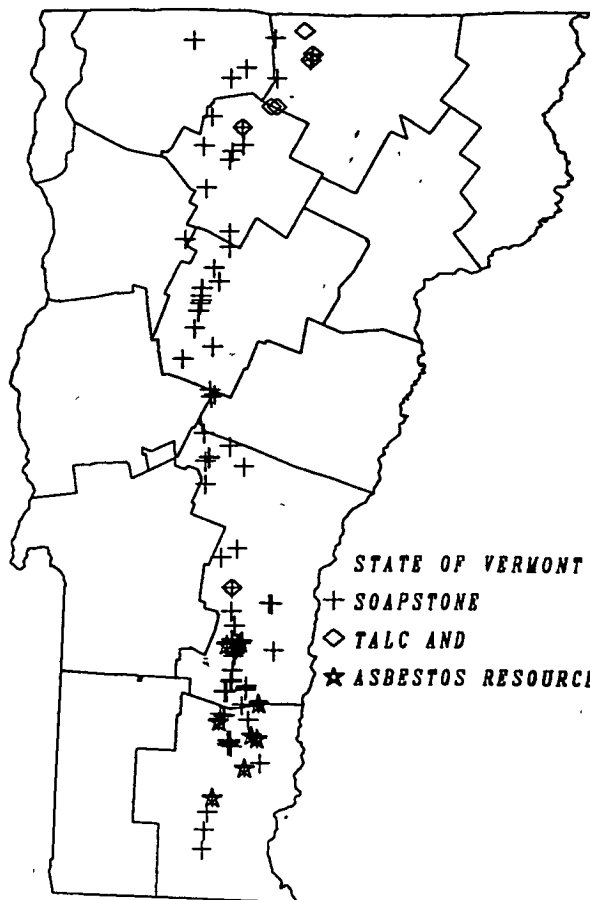 STATE OF VERMONT
SOAPSTONE
TALC AND
ASBESTOS RESOURCE